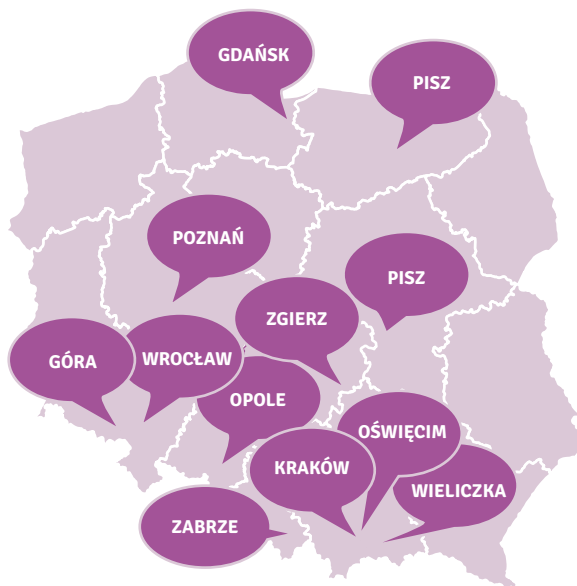 GDAŃSK
PISZ
POZNAŃ
PISZ
ZGIERZ
GÓRA
WROCŁAW
OPOLE
OŚWIĘCIM
KRAKÓW
WIELICZKA
ZABRZE